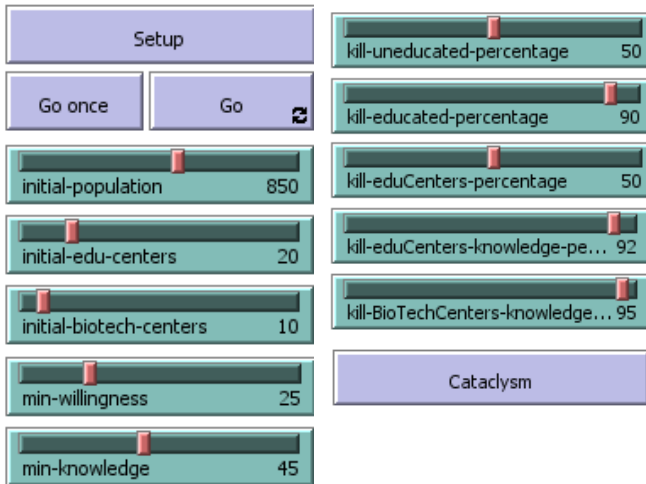 Setup
Go once
Go
initial-population 850
initial-edu-centers 20
initial-biotech-centers 10
min-willingness 25
min-knowledge 45
kill-uneducated-percentage 50
kill-educated-percentage 90
kill-eduCenters-percentage 50
kill-eduCenters-knowledge-pe... 92
kill-BioTechCenters-knowledge... 95
Cataclysm